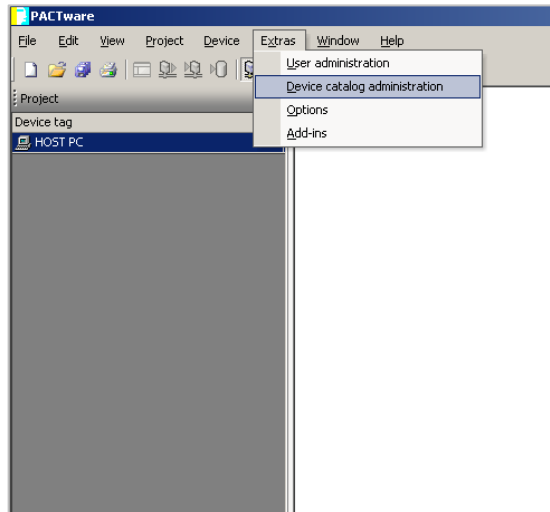 PACTware
File Edit View Project Device Extras Window Help
User administration
Device catalog administration
Options
Add-ins
Project
Device tag
HOST PC